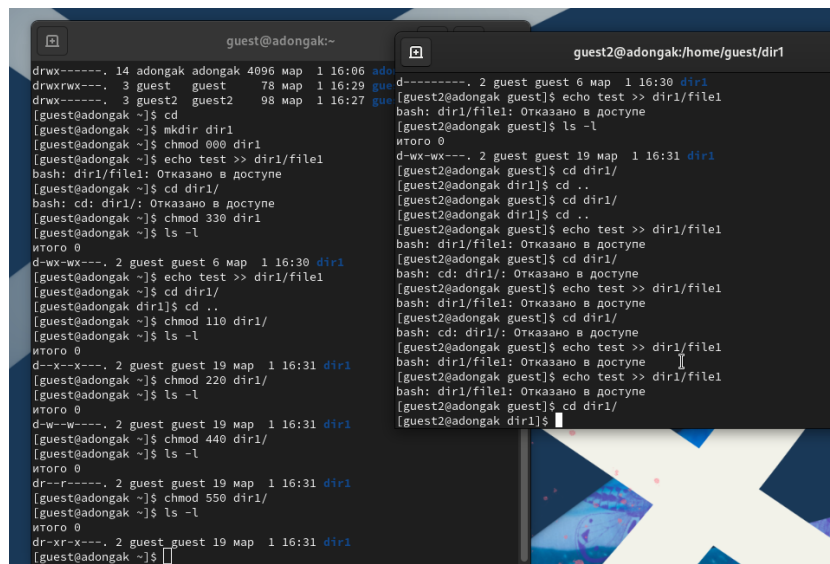 guest@adongak:~
drwx------. 14 adongak adongak 4096 мар  1 16:06 ado
drwxrwx---.  3 guest   guest     78 мар  1 16:29 gue
drwx------.  3 guest2  guest2    98 мар  1 16:27 gue
[guest@adongak ~]$ cd
[guest@adongak ~]$ mkdir dir1
[guest@adongak ~]$ chmod 000 dir1
[guest@adongak ~]$ echo test >> dir1/file1
bash: dir1/file1: Отказано в доступе
[guest@adongak ~]$ cd dir1/
bash: cd: dir1/: Отказано в доступе
[guest@adongak ~]$ chmod 330 dir1
[guest@adongak ~]$ ls -l
итого 0
d-wx-wx---. 2 guest guest 6 мар  1 16:30 dir1
[guest@adongak ~]$ echo test >> dir1/file1
[guest@adongak ~]$ cd dir1/
[guest@adongak dir1]$ cd ..
[guest@adongak ~]$ chmod 110 dir1/
[guest@adongak ~]$ ls -l
итого 0
d--x--x---. 2 guest guest 19 мар  1 16:31 dir1
[guest@adongak ~]$ chmod 220 dir1/
[guest@adongak ~]$ ls -l
итого 0
d-w--w----. 2 guest guest 19 мар  1 16:31 dir1
[guest@adongak ~]$ chmod 440 dir1/
[guest@adongak ~]$ ls -l
итого 0
dr--r-----. 2 guest guest 19 мар  1 16:31 dir1
[guest@adongak ~]$ chmod 550 dir1/
[guest@adongak ~]$ ls -l
итого 0
dr-xr-x---. 2 guest guest 19 мар  1 16:31 dir1
[guest@adongak ~]$
guest2@adongak:/home/guest/dir1
d---------. 2 guest guest 6 мар  1 16:30 dir1
[guest2@adongak guest]$ echo test >> dir1/file1
bash: dir1/file1: Отказано в доступе
[guest2@adongak guest]$ ls -l
итого 0
d-wx-wx---. 2 guest guest 19 мар  1 16:31 dir1
[guest2@adongak guest]$ cd dir1/
[guest2@adongak dir1]$ cd ..
[guest2@adongak guest]$ cd dir1/
[guest2@adongak dir1]$ cd ..
[guest2@adongak guest]$ echo test >> dir1/file1
bash: dir1/file1: Отказано в доступе
[guest2@adongak guest]$ cd dir1/
bash: cd: dir1/: Отказано в доступе
[guest2@adongak guest]$ echo test >> dir1/file1
bash: dir1/file1: Отказано в доступе
[guest2@adongak guest]$ cd dir1/
bash: cd: dir1/: Отказано в доступе
[guest2@adongak guest]$ echo test >> dir1/file1
bash: dir1/file1: Отказано в доступе
[guest2@adongak guest]$ echo test >> dir1/file1
bash: dir1/file1: Отказано в доступе
[guest2@adongak guest]$ cd dir1/
[guest2@adongak dir1]$